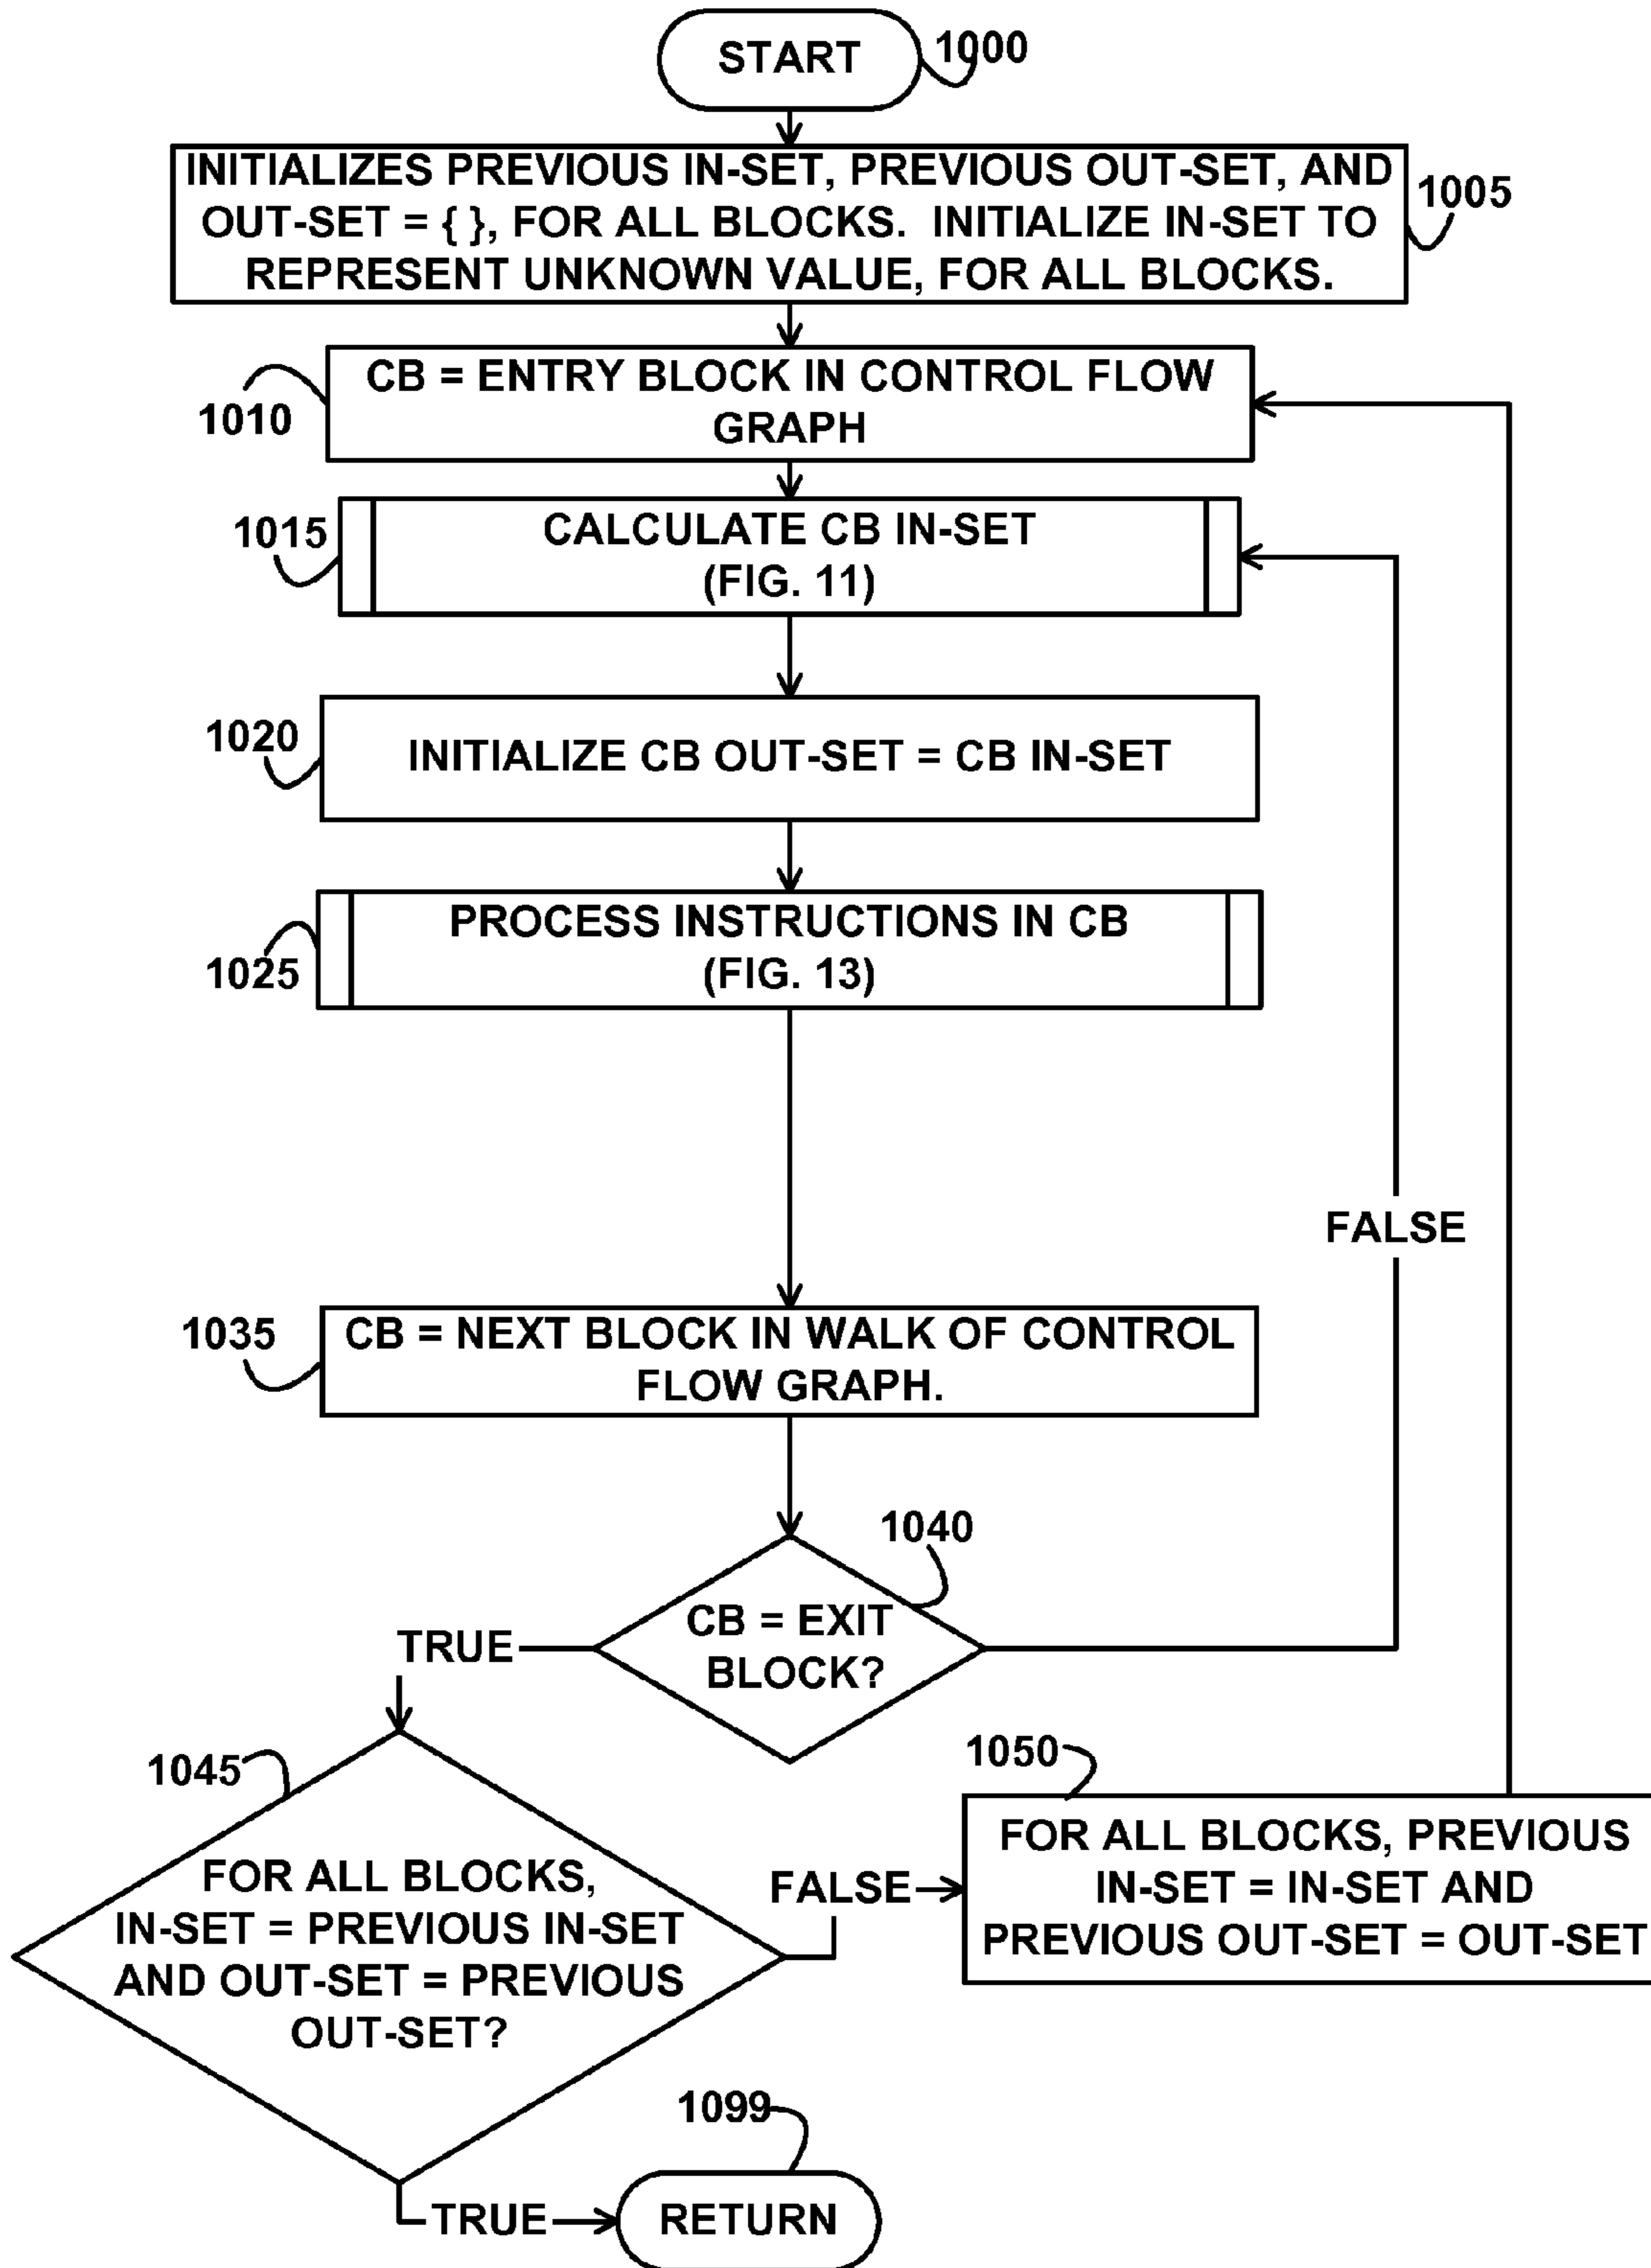 START
1000
INITIALIZES PREVIOUS IN-SET, PREVIOUS OUT-SET, AND
OUT-SET = { }, FOR ALL BLOCKS. INITIALIZE IN-SET TO
REPRESENT UNKNOWN VALUE, FOR ALL BLOCKS.
1005
CB = ENTRY BLOCK IN CONTROL FLOW
GRAPH
1010
CALCULATE CB IN-SET
(FIG. 11)
1015
INITIALIZE CB OUT-SET = CB IN-SET
1020
PROCESS INSTRUCTIONS IN CB
(FIG. 13)
1025
FALSE
CB = NEXT BLOCK IN WALK OF CONTROL
FLOW GRAPH.
1035
1040
CB = EXIT
BLOCK?
TRUE
1045
FOR ALL BLOCKS,
IN-SET = PREVIOUS IN-SET
AND OUT-SET = PREVIOUS
OUT-SET?
FALSE
1050
FOR ALL BLOCKS, PREVIOUS
IN-SET = IN-SET AND
PREVIOUS OUT-SET = OUT-SET
1099
TRUE
RETURN